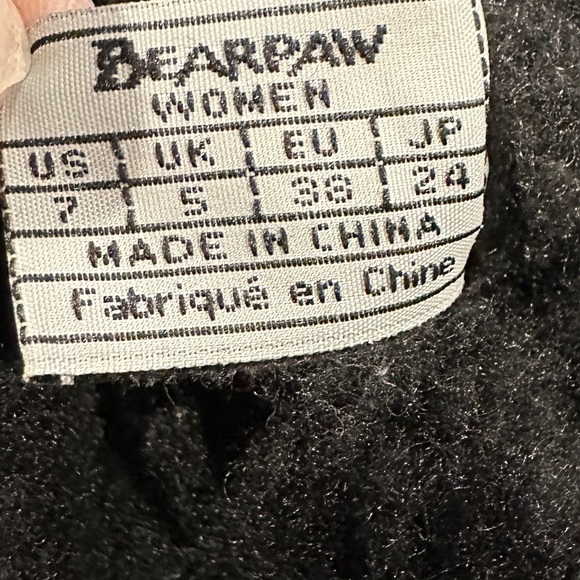 BEARPAW
WOMEN
US UK EU JP
7 5 38 24
MADE IN CHINA
Fabriqué en Chine